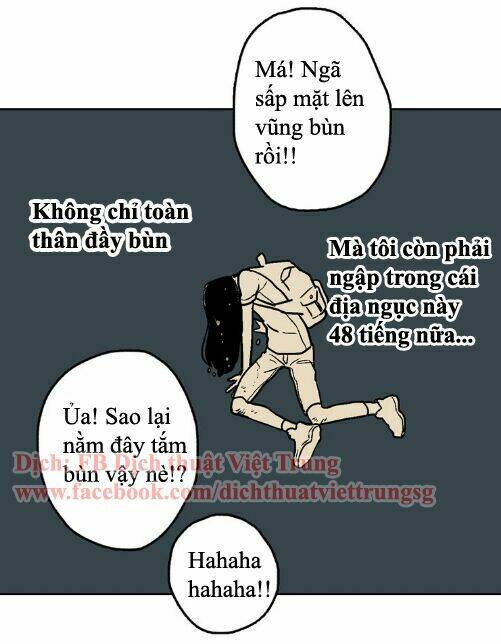 Má! Ngã
sấp mặt lên
vũng bùn
rồi!!
Không chỉ toàn
thân đầy bùn
Mà tôi còn phải
ngập trong cái
địa ngục này
48 tiếng nữa...
Ủa! Sao lại
nằm đây tắm
bùn vậy nè!?
Dịch: FB Dịch thuật Việt Trung
www.facebook.com/dichthuatviettrungsg
Hahaha
hahaha!!